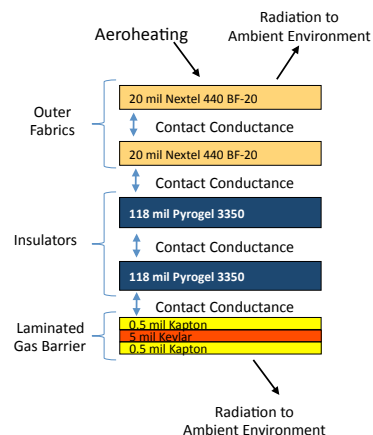 Radiation to
Ambient Environment
Aeroheating
Outer
Fabrics
20 mil Nextel 440 BF-20
Contact Conductance
20 mil Nextel 440 BF-20
Contact Conductance
Insulators
118 mil Pyrogel 3350
Contact Conductance
118 mil Pyrogel 3350
Contact Conductance
Laminated
Gas Barrier
0.5 mil Kapton
5 mil Kevlar
0.5 mil Kapton
Radiation to
Ambient Environment